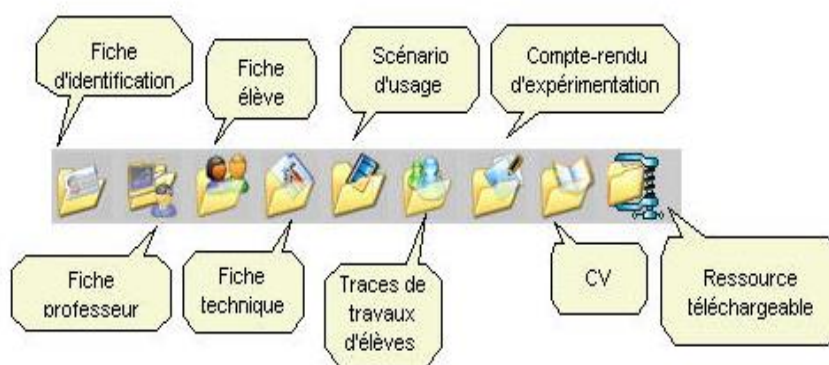 Fiche
d'identification
Fiche
élève
Scénario
d'usage
Compte-rendu
d'expérimentation
Fiche
professeur
Fiche
technique
Traces de
travaux
d'élèves
CV
Ressource
téléchargeable